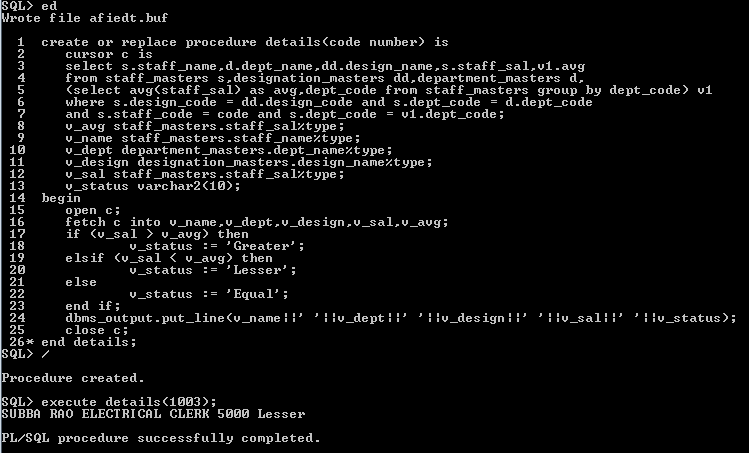 SQL> ed
Wrote file afiedt.buf
1 create or replace procedure details(code number) is
2 cursor c is
3 select s.staff_name,d.dept_name,dd.design_name,s.staff_sal,v1.avg
4 from staff_masters s,designation_masters dd,department_masters d,
5 (select avg(staff_sal) as avg,dept_code from staff_masters group by dept_code) v1
6 where s.design_code = dd.design_code and s.dept_code = d.dept_code
7 and s.staff_code = code and s.dept_code = v1.dept_code;
8 v_avg staff_masters.staff_sal%type;
9 v_name staff_masters.staff_name%type;
10 v_dept department_masters.dept_name%type;
11 v_design designation_masters.design_name%type;
12 v_sal staff_masters.staff_sal%type;
13 v_status varchar2(10);
14 begin
15 open c;
16 fetch c into v_name,v_dept,v_design,v_sal,v_avg;
17 if (v_sal > v_avg) then
18 v_status := 'Greater';
19 elsif (v_sal < v_avg) then
20 v_status := 'Lesser';
21 else
22 v_status := 'Equal';
23 end if;
24 dbms_output.put_line(v_name||' '||v_dept||' '||v_design||' '||v_sal||' '||v_status);
25 close c;
26* end details;
SQL> /
Procedure created.
SQL> execute details(1003);
SUBBA RAO ELECTRICAL CLERK 5000 Lesser
PL/SQL procedure successfully completed.